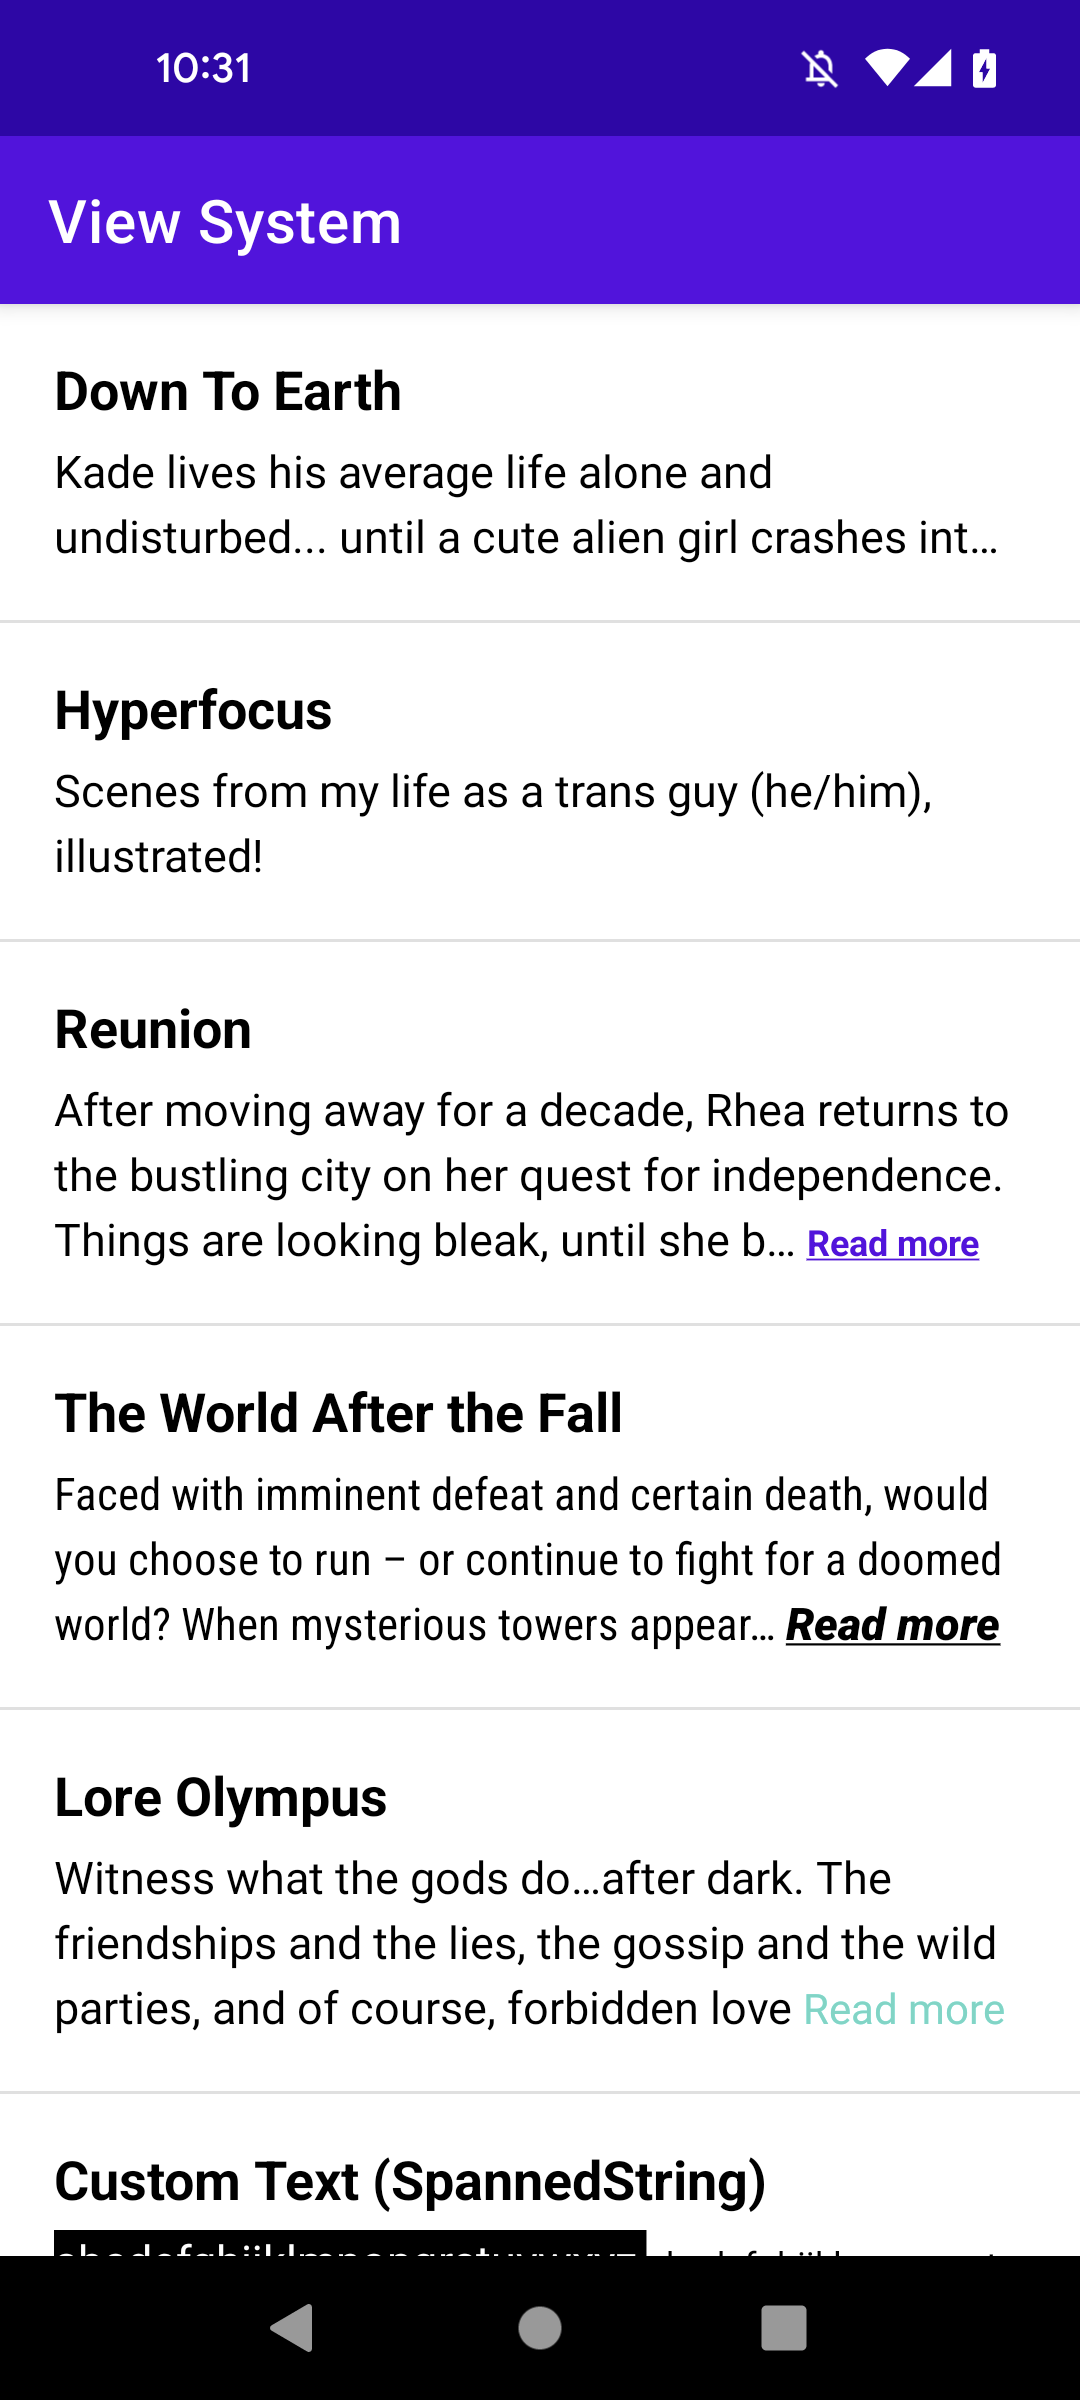 10:31
View System
Down To Earth
Kade lives his average life alone and
undisturbed... until a cute alien girl crashes int…
Hyperfocus
Scenes from my life as a trans guy (he/him),
illustrated!
Reunion
After moving away for a decade, Rhea returns to
the bustling city on her quest for independence.
Things are looking bleak, until she b… Read more
The World After the Fall
Faced with imminent defeat and certain death, would
you choose to run – or continue to fight for a doomed
world? When mysterious towers appear… Read more
Lore Olympus
Witness what the gods do…after dark. The
friendships and the lies, the gossip and the wild
parties, and of course, forbidden love Read more
Custom Text (SpannedString)